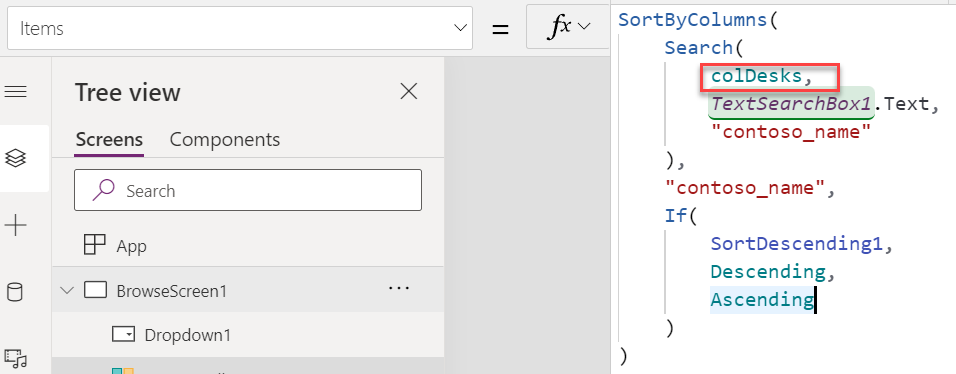 Items
=
fx
Tree view
Screens Components
Search
App
BrowseScreen1 ...
Dropdown1
SortByColumns(
Search(
colDesks,
TextSearchBox1.Text,
"contoso_name"
),
"contoso_name",
If(
SortDescending1,
Descending,
Ascending
)
)